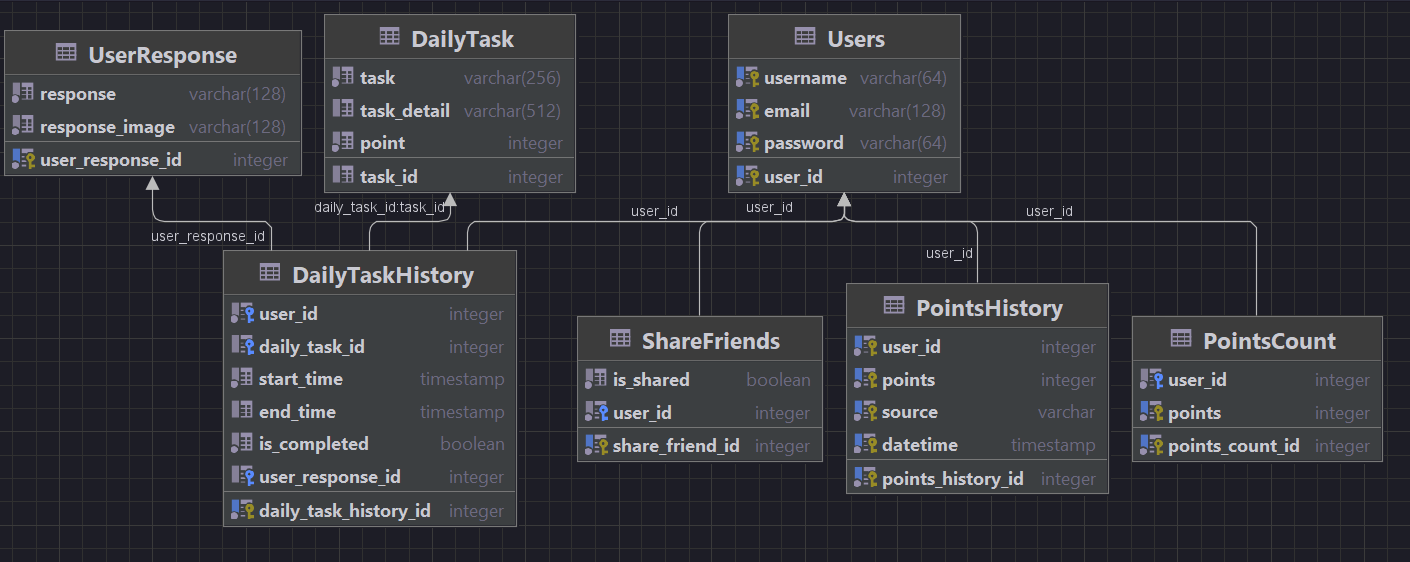 UserResponse
response varchar(128)
response_image varchar(128)
user_response_id integer
DailyTask
task varchar(256)
task_detail varchar(512)
point integer
task_id integer
Users
username varchar(64)
email varchar(128)
password varchar(64)
user_id integer
daily_task_id:task_id
user_response_id
user_id
user_id
user_id
user_id
DailyTaskHistory
user_id integer
daily_task_id integer
start_time timestamp
end_time timestamp
is_completed boolean
user_response_id integer
daily_task_history_id integer
ShareFriends
is_shared boolean
user_id integer
share_friend_id integer
PointsHistory
user_id integer
points integer
source varchar
datetime timestamp
points_history_id integer
PointsCount
user_id integer
points integer
points_count_id integer